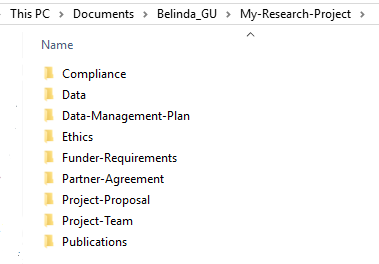 This PC > Documents > Belinda_GU > My-Research-Project >
Name
Compliance
Data
Data-Management-Plan
Ethics
Funder-Requirements
Partner-Agreement
Project-Proposal
Project-Team
Publications